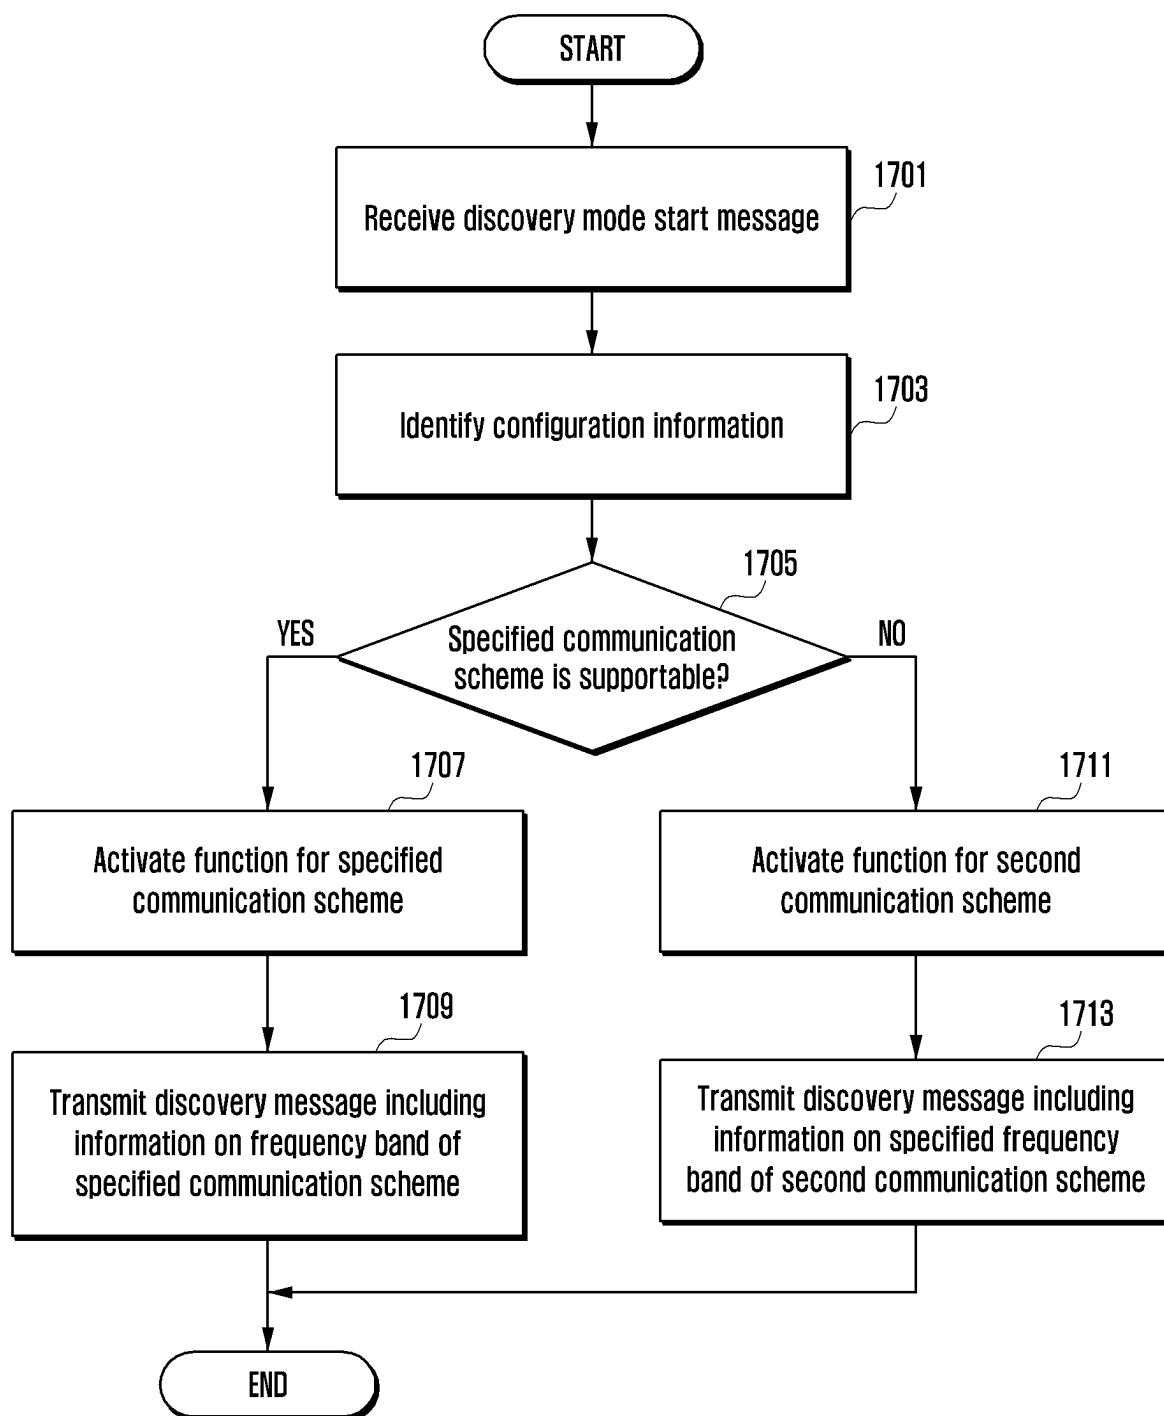 START
1701
Receive discovery mode start message
1703
Identify configuration information
1705
YES
NO
Specified communication
scheme is supportable?
1707
1711
Activate function for specified
communication scheme
Activate function for second
communication scheme
1709
1713
Transmit discovery message including
information on frequency band of
specified communication scheme
Transmit discovery message including
information on specified frequency
band of second communication scheme
END